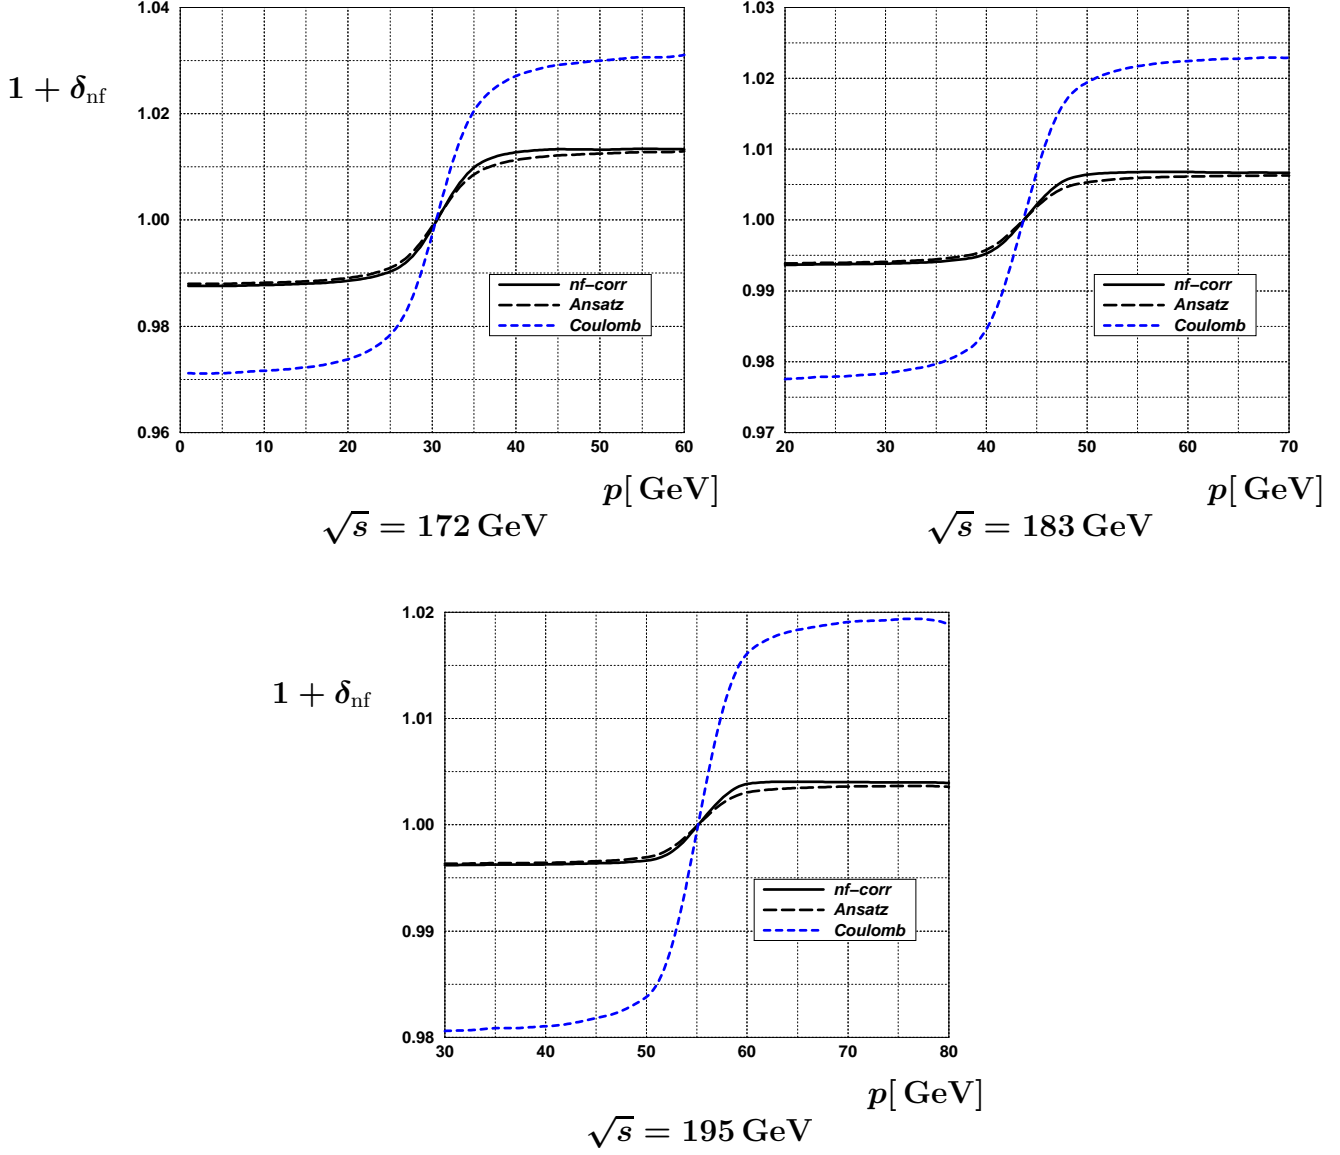 1.04
1.02
1.00
0.98
0.96
1 + δnf
0 10 20 30 40 50 60
nf–corr
Ansatz
Coulomb
p[ GeV]
√s = 172 GeV
1.03
1.02
1.01
1.00
0.99
0.98
0.97
20 30 40 50 60 70
nf–corr
Ansatz
Coulomb
p[ GeV]
√s = 183 GeV
1.02
1.01
1.00
0.99
0.98
1 + δnf
30 40 50 60 70 80
nf–corr
Ansatz
Coulomb
p[ GeV]
√s = 195 GeV